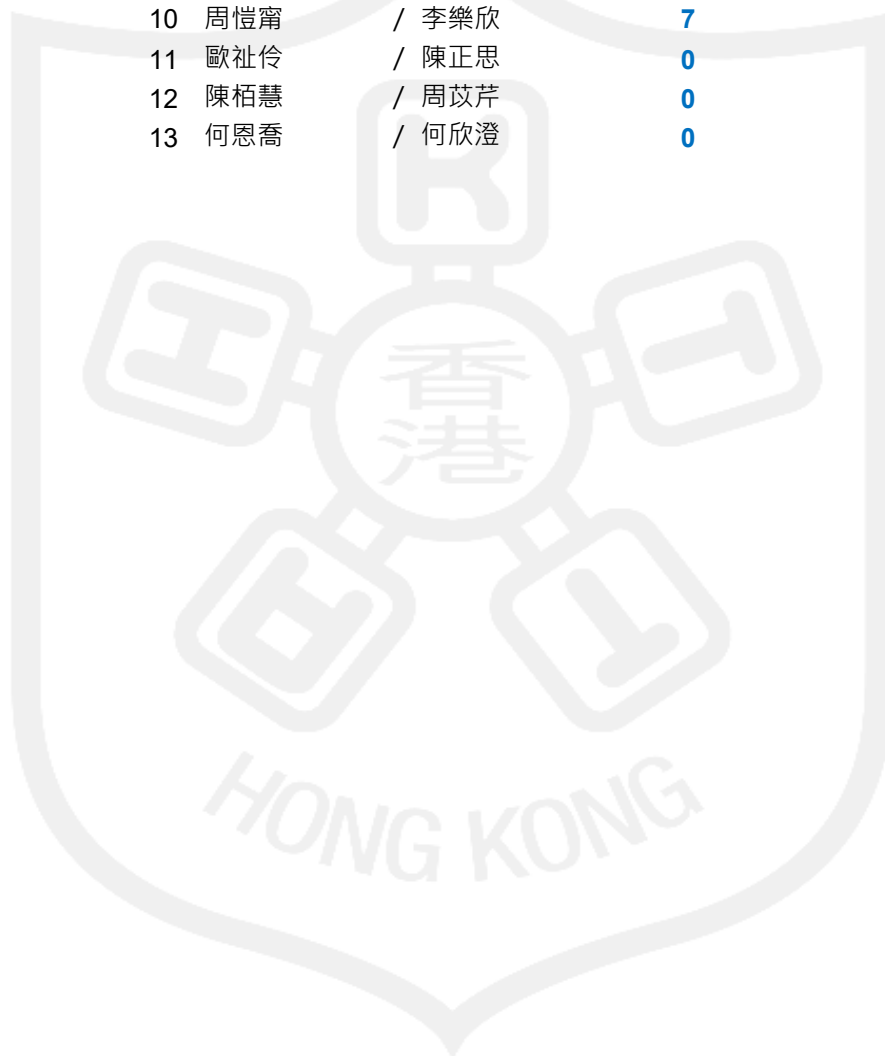 10 周愷甯 / 李樂欣 7
11 歐祉伶 / 陳正思 0
12 陳栢慧 / 周苡芹 0
13 何恩喬 / 何欣澄 0
K
H
T
香
港
A
T
HONG KONG